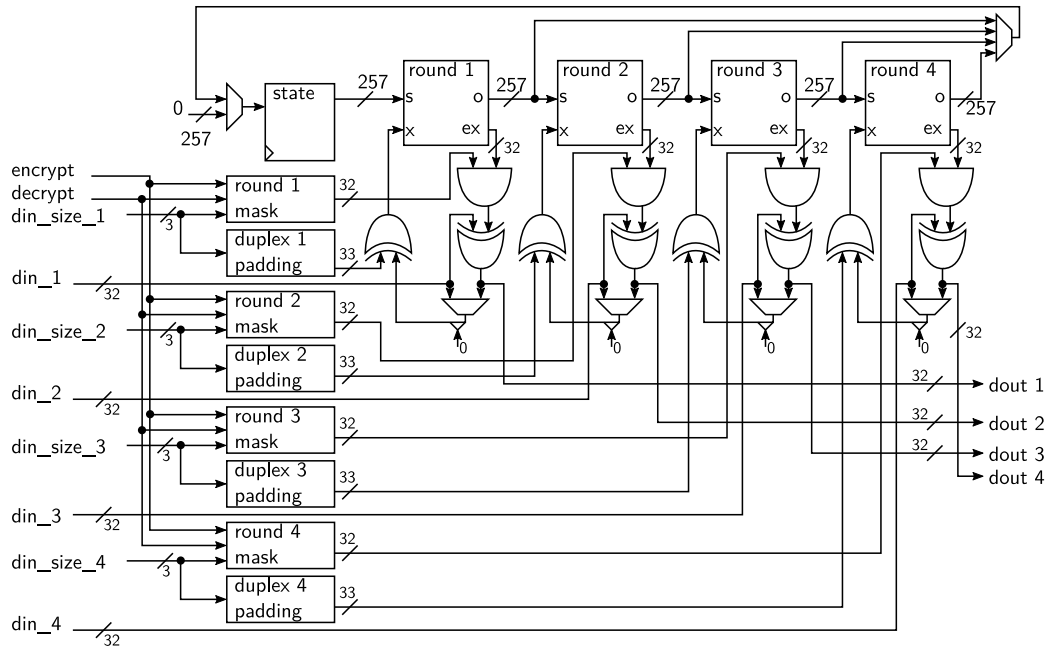 round 1
round 2
round 3
round 4
state
257
s
o
257
s
o
257
s
o
257
s
o
257
0
257
x
ex
x
ex
x
ex
x
ex
32
32
32
32
encrypt
decrypt
din_size_1
3
round 1
mask
32
duplex 1
padding
33
din_1
32
round 2
mask
32
din_size_2
3
0
0
0
0
32
duplex 2
padding
33
din_2
32
32
dout 1
round 3
mask
32
32
dout 2
din_size_3
3
32
dout 3
duplex 3
padding
33
dout 4
din_3
32
round 4
mask
32
din_size_4
3
duplex 4
padding
33
din_4
32